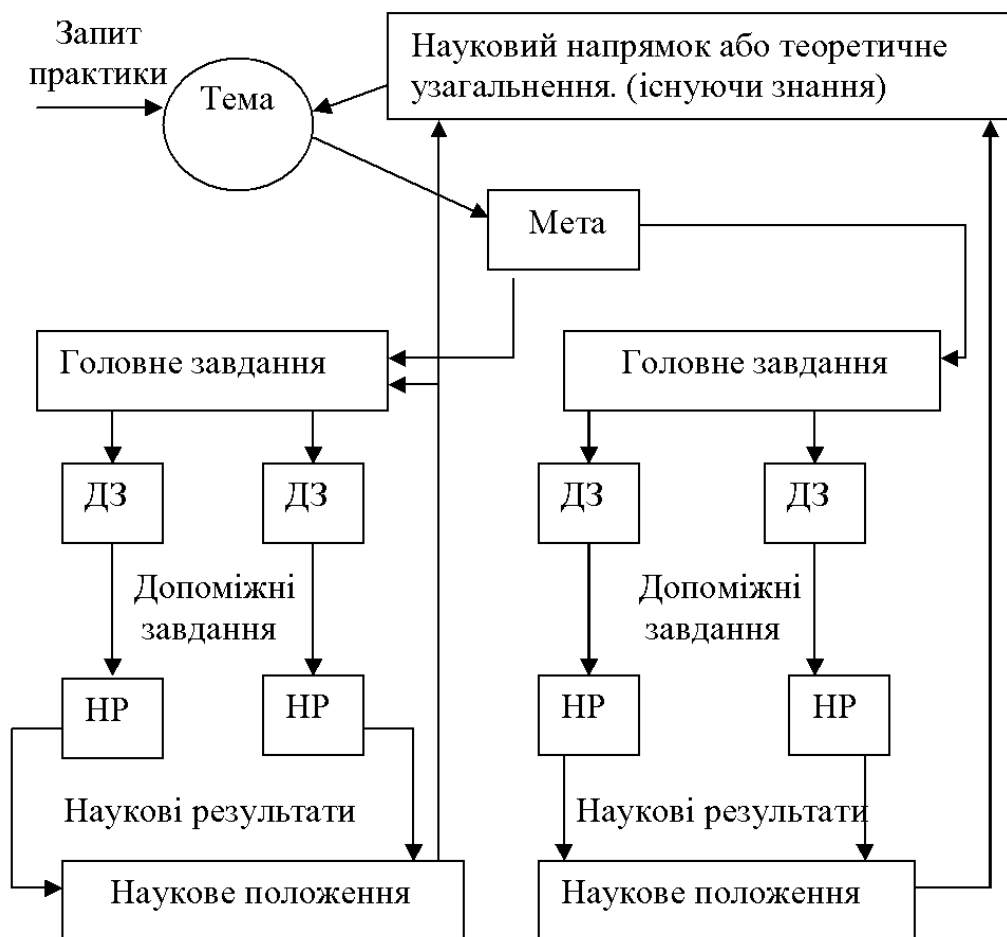 Запит
практики
Тема
Науковий напрямок або теоретичне
узагальнення. (існуючи знання)
Мета
Головне завдання
Головне завдання
ДЗ
ДЗ
ДЗ
ДЗ
Допоміжні
завдання
Допоміжні
завдання
НР
НР
НР
НР
Наукові результати
Наукові результати
Наукове положення
Наукове положення